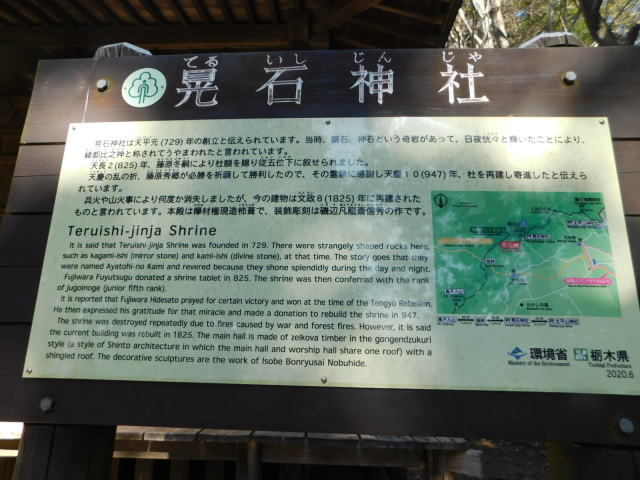 てる いし じん じゃ
晃石神社
晃石神社は天平元(729)年の創立と伝えられています。当時、鏡石、神石という奇岩があって、日夜恍々と輝いたことにより、
綾都比之神と称されてうやまわれたと言われています。
天長2(825)年、藤原冬嗣により社額を賜り従五位下に叙せられました。
天慶の乱の折、藤原秀郷が必勝を祈願して勝利したので、その霊験に感謝し天慶10(947)年、社を再建し寄進したと伝えら
れています。
兵火や山火事により何度か消失しましたが、今の建物は文政8(1825)年に再建された
ものと言われています。本殿は欅材権現造杮葺で、装飾彫刻は磯辺凡龍斎信秀の作です。
Teruishi-jinja Shrine
It is said that Teruishi-jinja Shrine was founded in 729. There were strangely shaped rocks here,
such as kagami-ishi (mirror stone) and kami-ishi (divine stone), at that time. The story goes that they
were named Ayatohi-no Kami and revered because they shone splendidly during the day and night.
Fujiwara Fuyutsugu donated a shrine tablet in 825. The shrine was then conferred with the rank
of jugoinoge (junior fifth rank).
It is reported that Fujiwara Hidesato prayed for certain victory and won at the time of the Tengyo Rebelion.
He then expressed his gratitude for that miracle and made a donation to rebuild the shrine in 947.
The shrine was destroyed repeatedly due to fires caused by war and forest fires. However, it is said
the current building was rebuilt in 1825. The main hall is made of zelkova timber in the gongendzukuri
style (a style of Shinto architecture in which the main hall and worship hall share one roof) with a
shingled roof. The decorative sculptures are the work of Isobe Bonryusai Nobuhide.
現在地
環境省 栃木県
Ministry of the Environment Tochigi Prefecture
2020.6